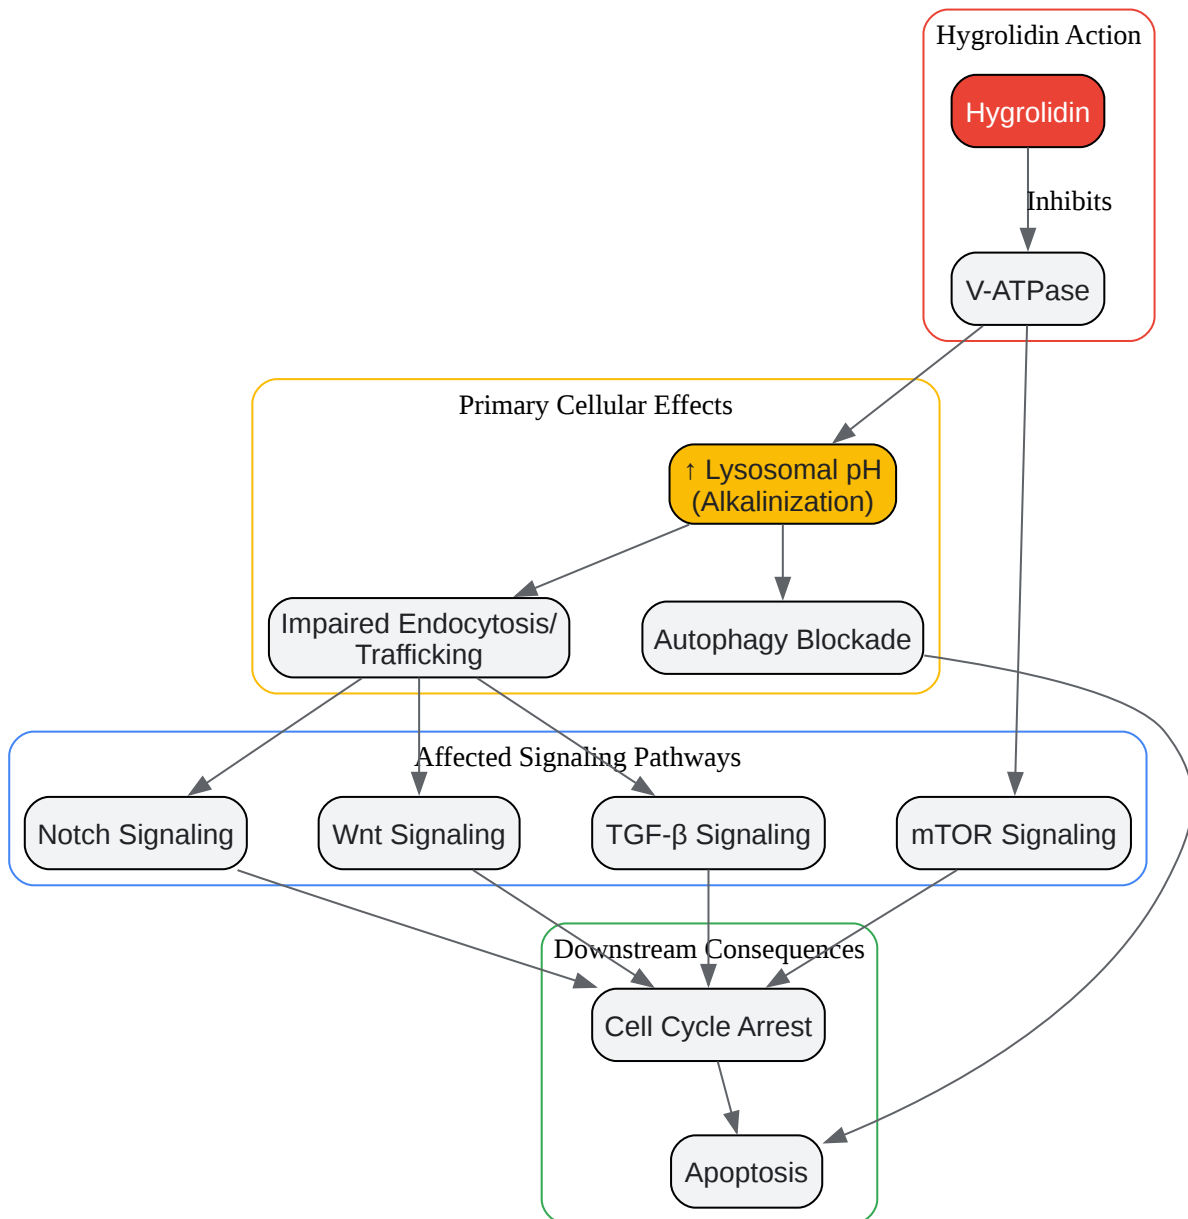 Hygrolidin Action
Hygrolidin
Inhibits
V-ATPase
Primary Cellular Effects
↑ Lysosomal pH
(Alkalinization)
Impaired Endocytosis/
Trafficking
Autophagy Blockade
Affected Signaling Pathways
Notch Signaling
Wnt Signaling
TGF-β Signaling
mTOR Signaling
Downstream Consequences
Cell Cycle Arrest
Apoptosis